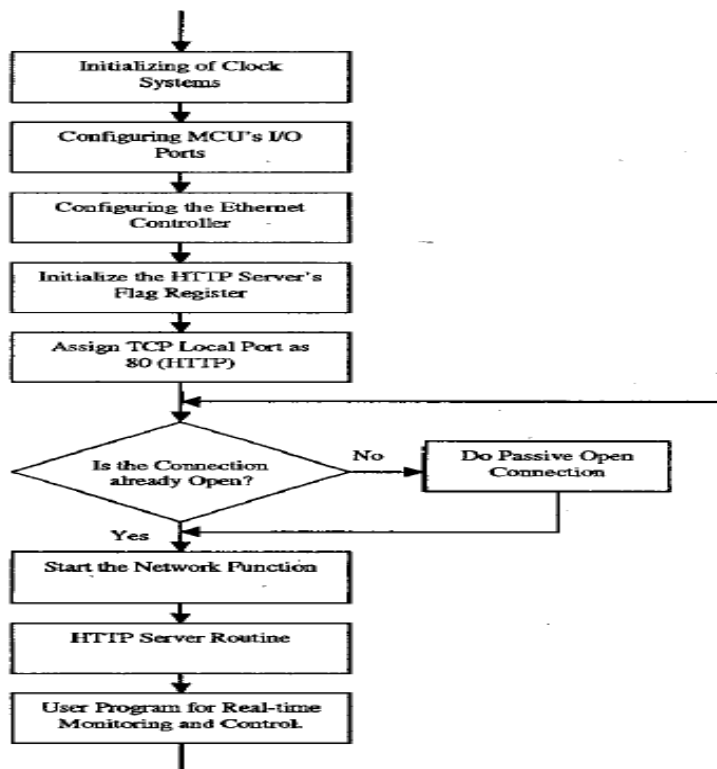 Initializing of Clock
Systems
Configuring MCU's I/O
Ports
Configuring the Ethernet
Controller
Initialize the HTTP Server's
Flag Register
Assign TCP Local Port as
80 (HTTP)
Is the Connection
already Open?
No
Do Passive Open
Connection
Yes
Start the Network Function
HTTP Server Routine
User Program for Real-time
Monitoring and Control.